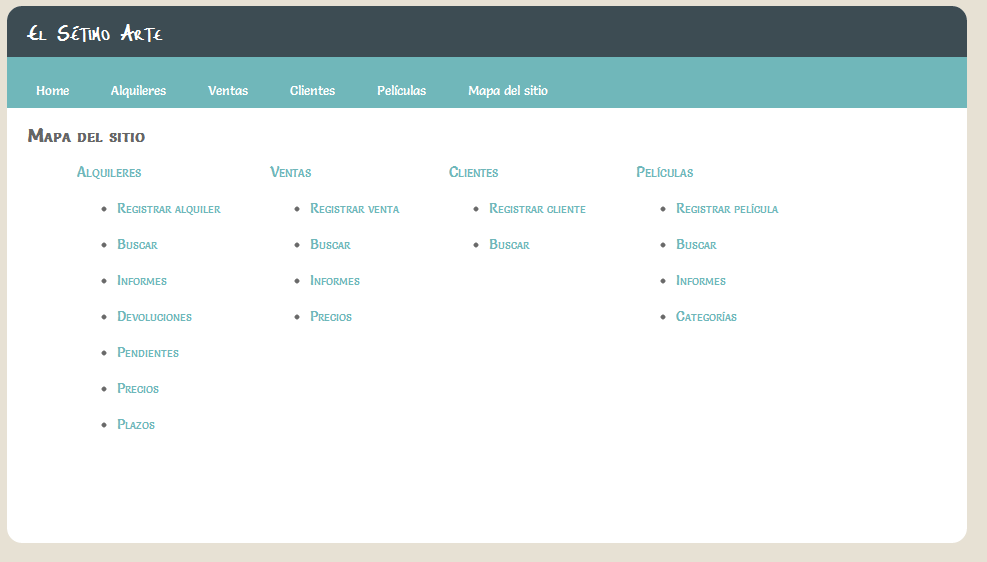 El Sétimo Arte
Home Alquileres Ventas Clientes Películas Mapa del sitio
Mapa del sitio
Alquileres Ventas Clientes Películas
Registrar alquiler Registrar venta Registrar cliente Registrar película
Buscar Buscar Buscar Buscar
Informes Informes Informes
Devoluciones Precios Categorías
Pendientes
Precios
Plazos